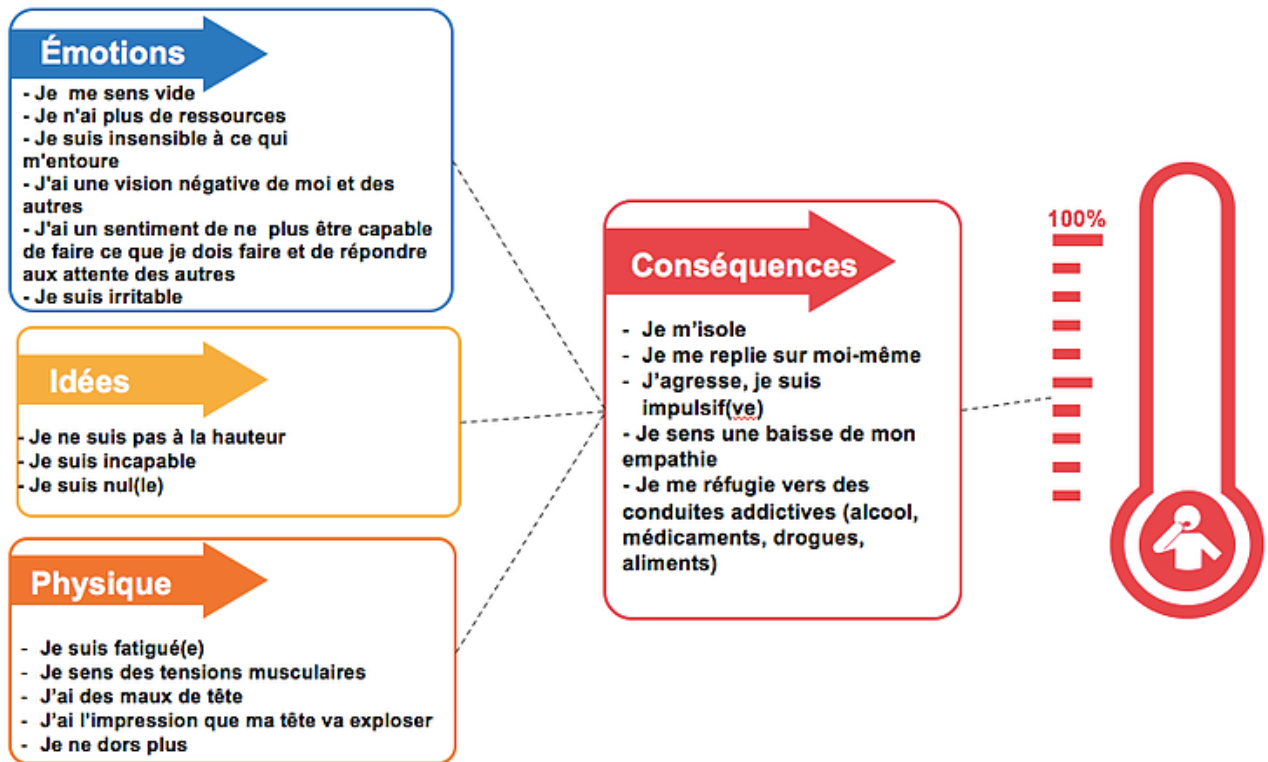 Émotions
- Je me sens vide
- Je n'ai plus de ressources
- Je suis insensible à ce qui
m'entoure
- J'ai une vision négative de moi et des
autres
- J'ai un sentiment de ne plus être capable
de faire ce que je dois faire et de répondre
aux attente des autres
- Je suis irritable
Idées
- Je ne suis pas à la hauteur
- Je suis incapable
- Je suis nul(le)
Physique
- Je suis fatigué(e)
- Je sens des tensions musculaires
- J'ai des maux de tête
- J'ai l'impression que ma tête va exploser
- Je ne dors plus
Conséquences
- Je m'isole
- Je me replie sur moi-même
- J'agresse, je suis
impulsif(ve)
- Je sens une baisse de mon
empathie
- Je me réfugie vers des
conduites addictives (alcool,
médicaments, drogues,
aliments)
100%